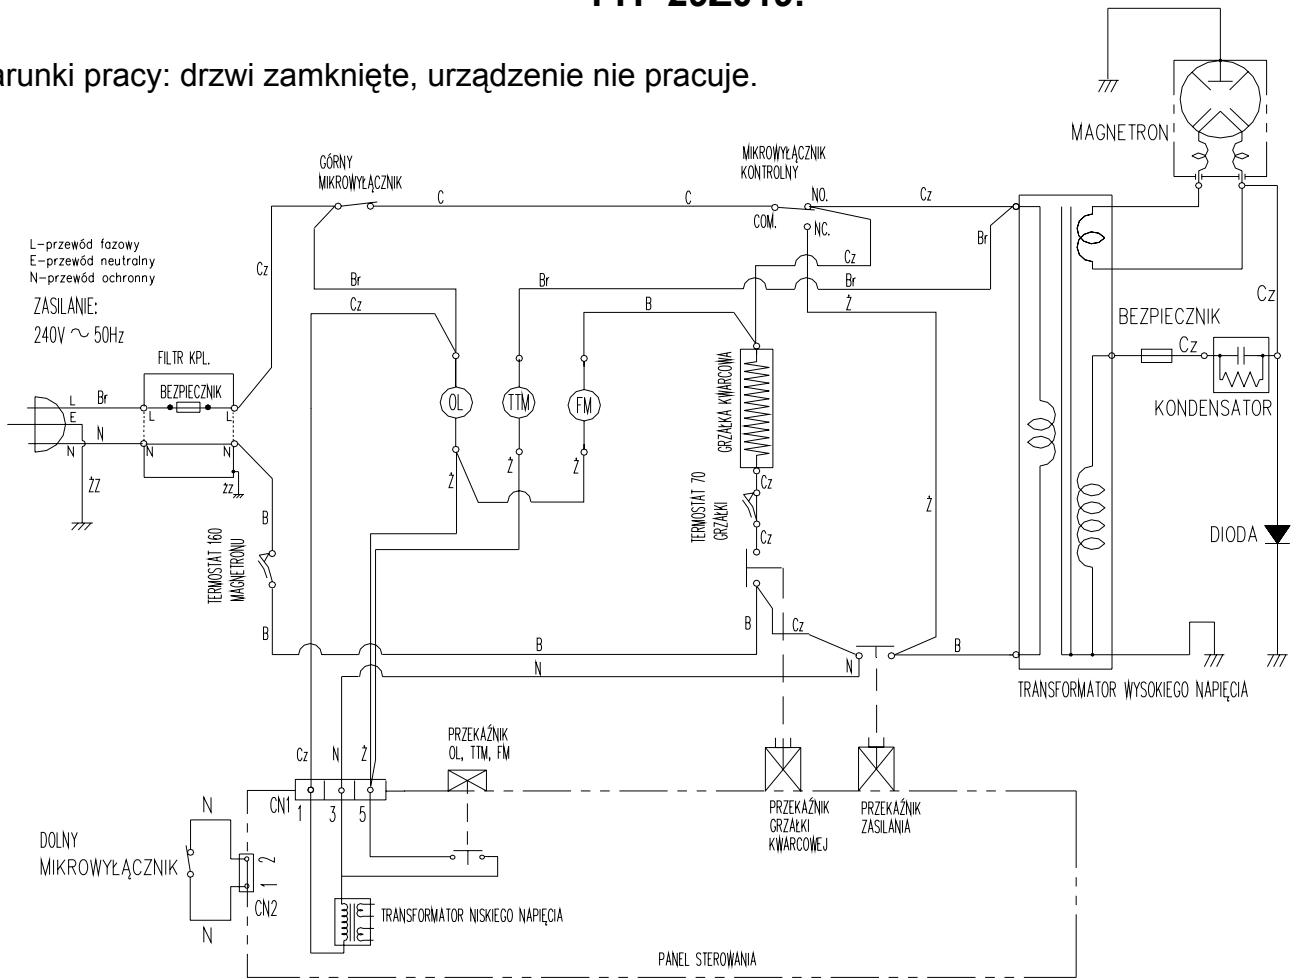 arunki pracy: drzwi zamknięte, urządzenie nie pracuje.
MAGNETRON
GÓRNY
MIKROWYŁĄCZNIK
MIKROWYŁĄCZNIK
KONTROLNY
C
C
NO.
COM.
NC.
Cz
Br
L-przewód fazowy
E-przewód neutralny
N-przewód ochronny
ZASILANIE:
240V ~ 50Hz
Cz
Br
Cz
Br
B
Cz
Br
Ż
Cz
BEZPIECZNIK
Cz
KONDENSATOR
FILTR KPL.
BEZPIECZNIK
L
Br
E
N
N
L
L
N
N
ŻZ
ŻZ
OL
TTM
FM
Ż
Ż
Ż
GRZAŁKA KWARCOWA
Cz
TERMOSTAT 70
GRZAŁKI
Cz
Ż
DIODA
B
TERMOSTAT 160
MAGNETRONU
B
B
N
B
Cz
N
B
TRANSFORMATOR WYSOKIEGO NAPIĘCIA
Cz
N
Ż
PRZEKAŹNIK
OL, TTM, FM
CN1
1
3
5
PRZEKAŹNIK
GRZAŁKI
KWARCOWEJ
PRZEKAŹNIK
ZASILANIA
DOLNY
MIKROWYŁĄCZNIK
N
N
2
1
CN2
TRANSFORMATOR NISKIEGO NAPIĘCIA
PANEL STEROWANIA